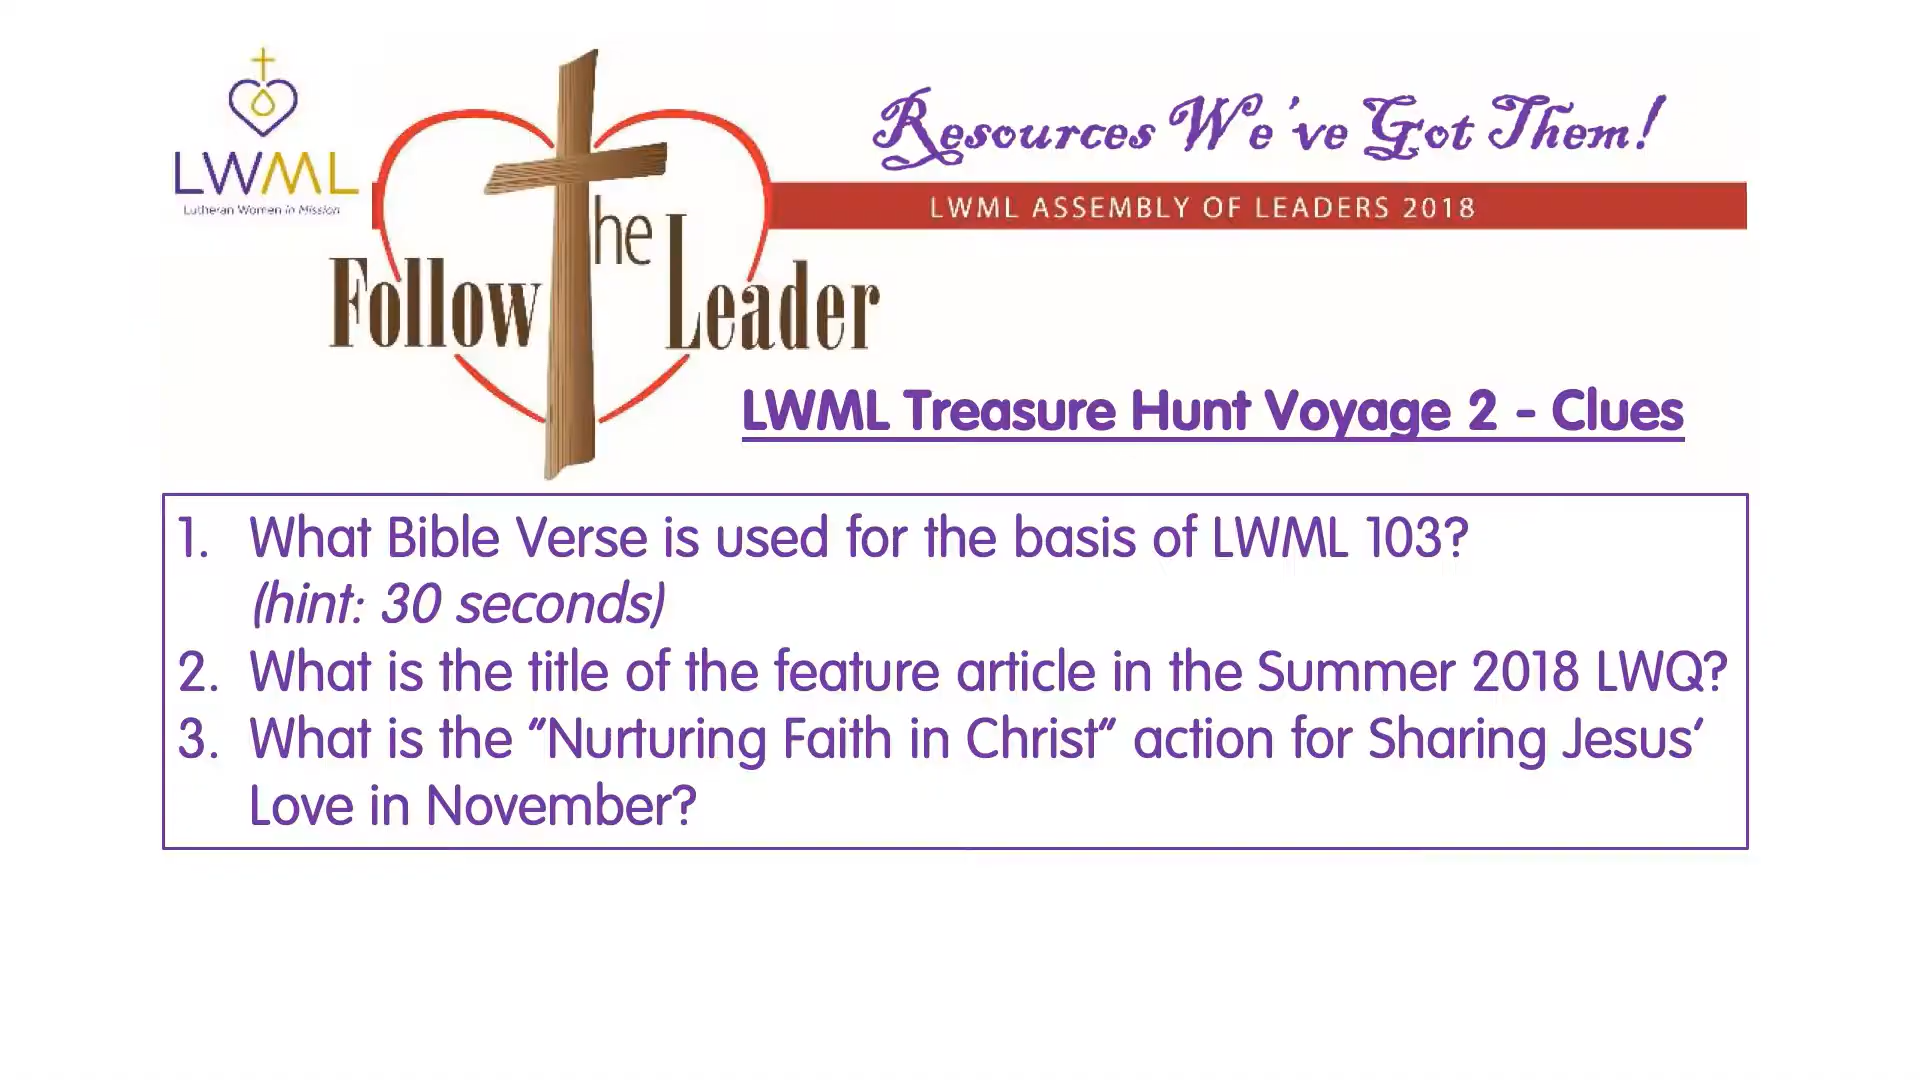 LWML
Lutheran Women in Mission
Resources We've Got Them!
LWML ASSEMBLY OF LEADERS 2018
Follow The Leader
LWML Treasure Hunt Voyage 2 - Clues
1. What Bible Verse is used for the basis of LWML 103?
(hint: 30 seconds)
2. What is the title of the feature article in the Summer 2018 LWQ?
3. What is the “Nurturing Faith in Christ” action for Sharing Jesus’
Love in November?